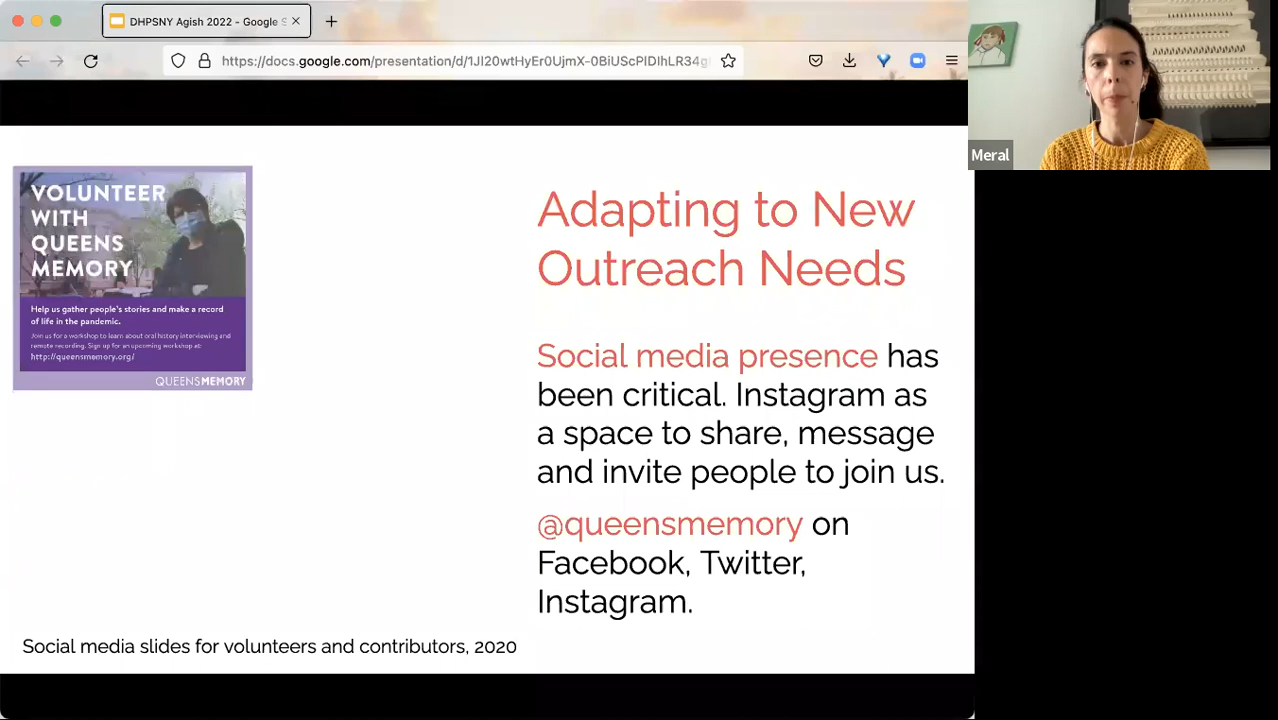 DHPSNY Agish 2022 - Google S
https://docs.google.com/presentation/d/1JI20wtHyEr0UjmX-0BiUScPIDIhLR34g
Meral
VOLUNTEER
WITH
QUEENS
MEMORY
Help us gather people's stories and make a record
of life in the pandemic.
Join us for a workshop to learn about oral history interviewing and
remote recording. Sign up for an upcoming workshop at:
http://queensmemory.org/
QUEENSMEMORY
Adapting to New
Outreach Needs
Social media presence has
been critical. Instagram as
a space to share, message
and invite people to join us.
@queensmemory on
Facebook, Twitter,
Instagram.
Social media slides for volunteers and contributors, 2020